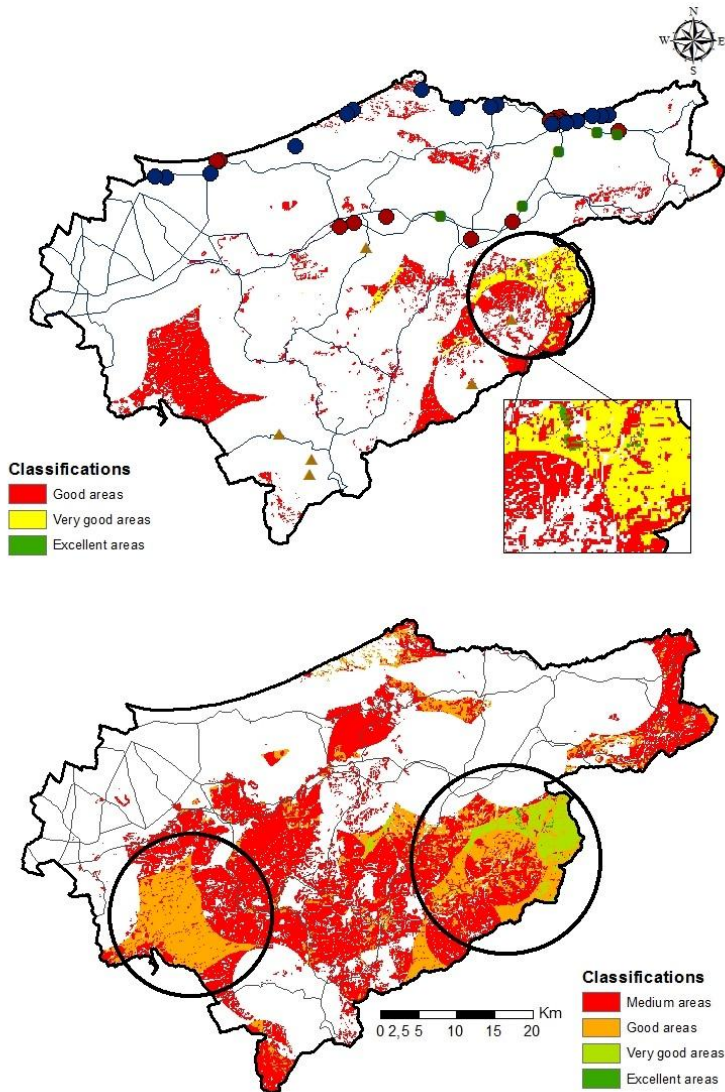 N
W E
S
Classifications
Good areas
Very good areas
Excellent areas
Classifications
Medium areas
Good areas
Very good areas
Excellent areas
Km
0 2,5 5 10 15 20